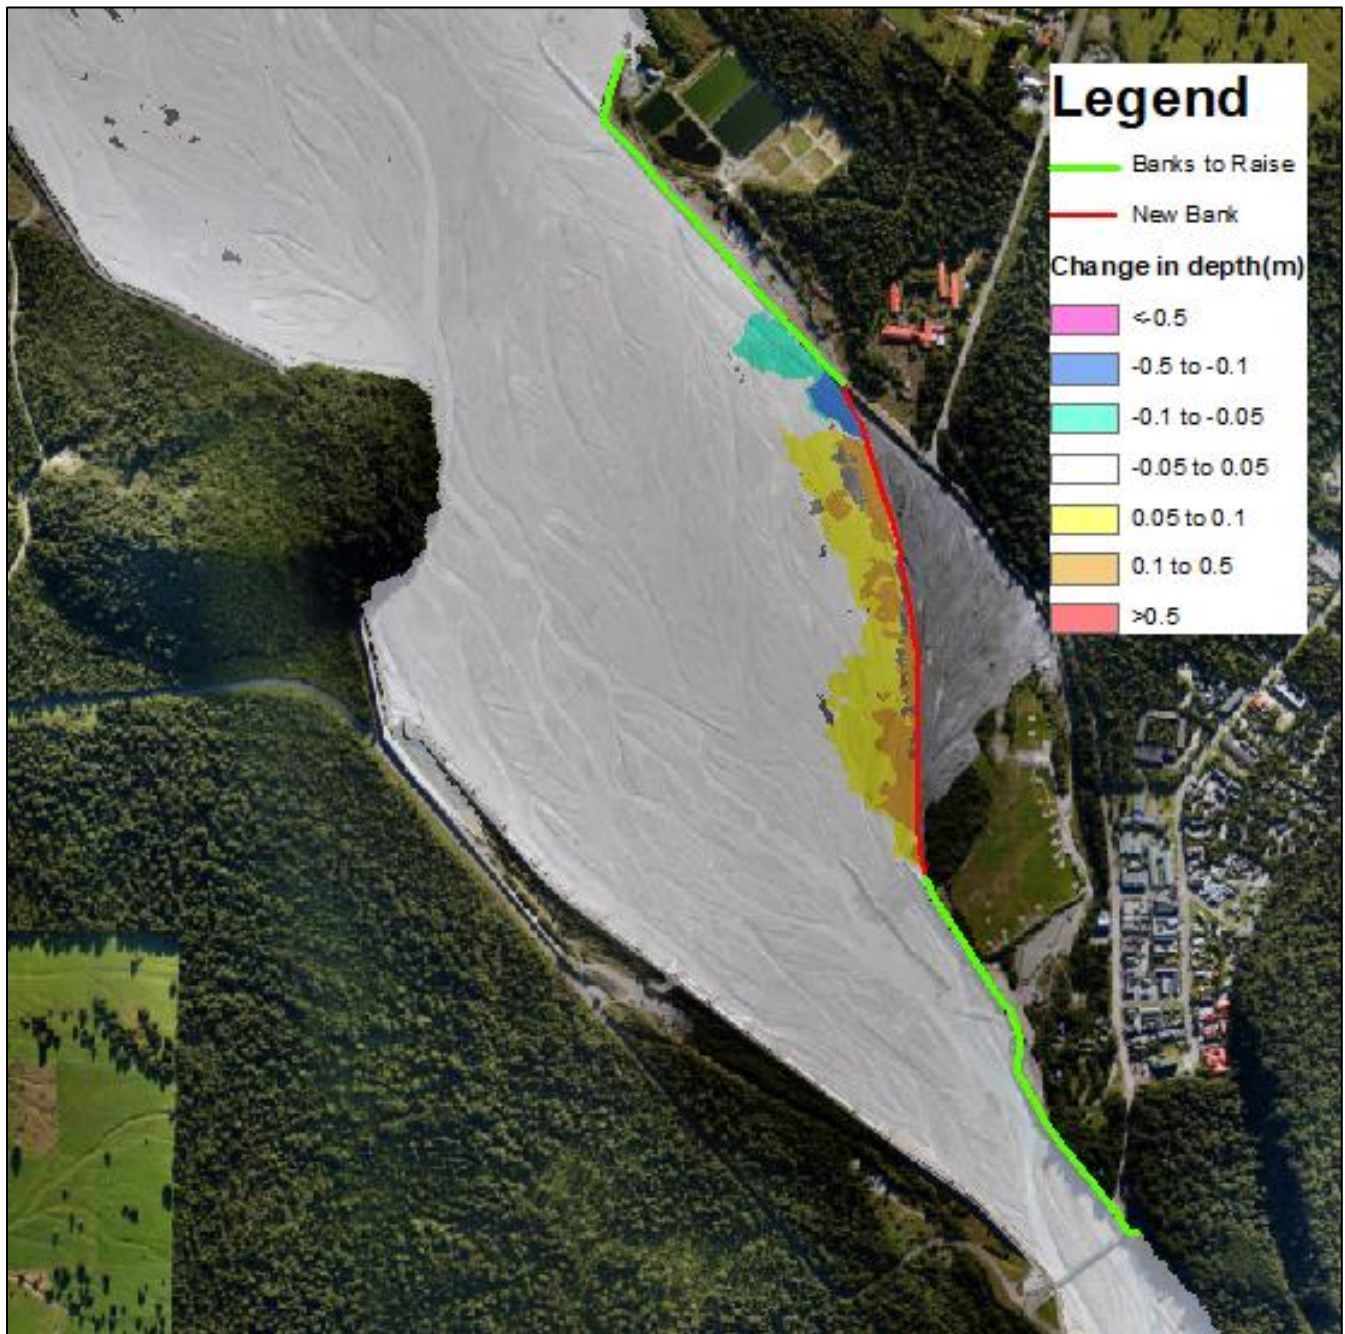 Legend
Banks to Raise
New Bank
Change in depth(m)
<-0.5
-0.5 to -0.1
-0.1 to -0.05
-0.05 to 0.05
0.05 to 0.1
0.1 to 0.5
>0.5